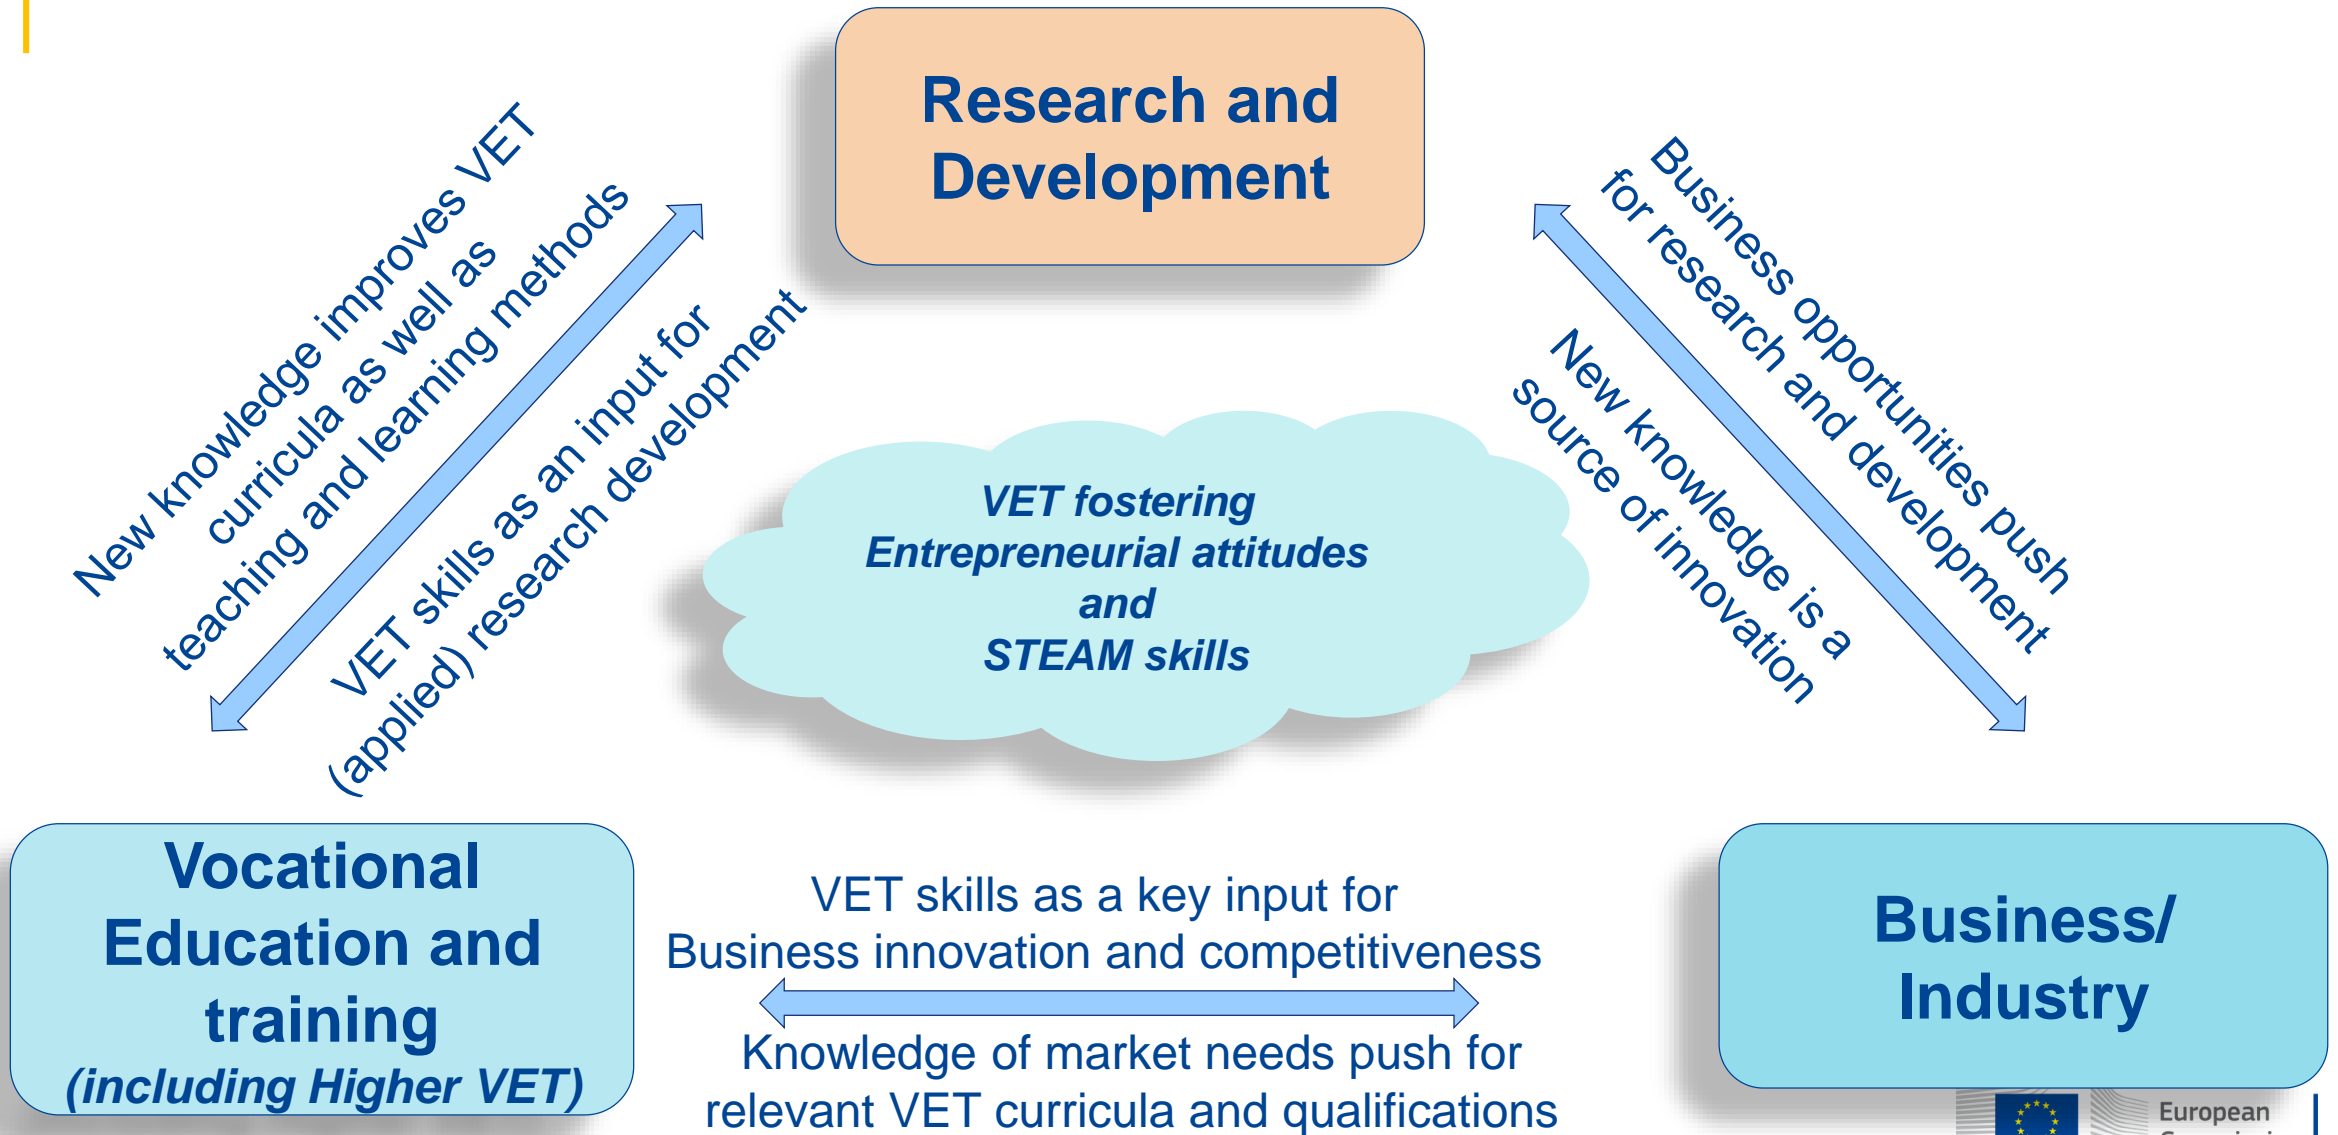 Research and
Development
New knowledge improves VET
curricula as well as
teaching and learning methods
VET skills as an input for
(applied) research development
Business opportunities push
for research and development
New knowledge is a
source of innovation
VET fostering
Entrepreneurial attitudes
and
STEAM skills
Vocational
Education and
training
(including Higher VET)
VET skills as a key input for
Business innovation and competitiveness
Knowledge of market needs push for
relevant VET curricula and qualifications
Business/
Industry
European